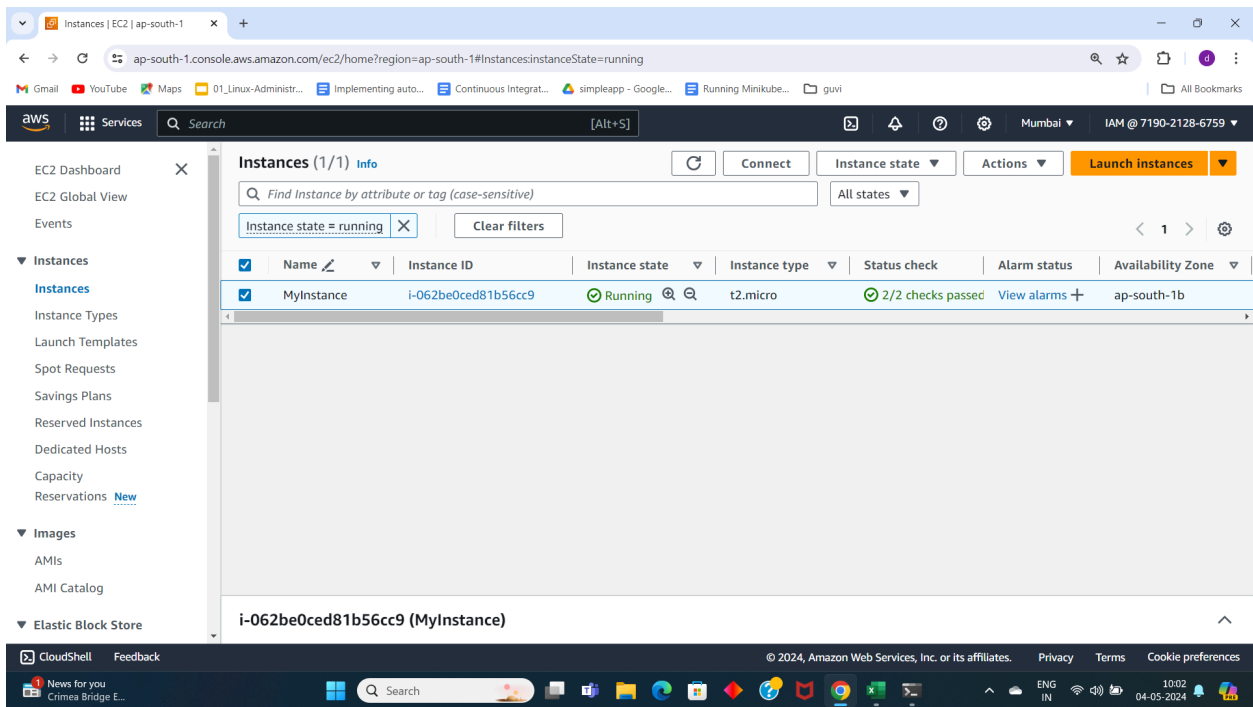 Instances | EC2 | ap-south-1
ap-south-1.console.aws.amazon.com/ec2/home?region=ap-south-1#Instances:instanceState=running
d
Gmail YouTube Maps 01_Linux-Administr... Implementing auto... Continuous Integrat... simpleapp - Google... Running Minikube... guvi All Bookmarks
aws Services Search [Alt+S] Mumbai IAM @ 7190-2128-6759
EC2 Dashboard
EC2 Global View
Events
Instances
Instances
Instance Types
Launch Templates
Spot Requests
Savings Plans
Reserved Instances
Dedicated Hosts
Capacity
Reservations New
Images
AMIs
AMI Catalog
Elastic Block Store
Instances (1/1) Info Connect Instance state Actions Launch instances
Find Instance by attribute or tag (case-sensitive) All states
Instance state = running Clear filters 1
Name Instance ID Instance state Instance type Status check Alarm status Availability Zone
MyInstance i-062be0ced81b56cc9 Running t2.micro 2/2 checks passed View alarms ap-south-1b
i-062be0ced81b56cc9 (MyInstance)
CloudShell Feedback © 2024, Amazon Web Services, Inc. or its affiliates. Privacy Terms Cookie preferences
1 News for you
Crimea Bridge E...
Search
ENG
IN
10:02
04-05-2024
PRE